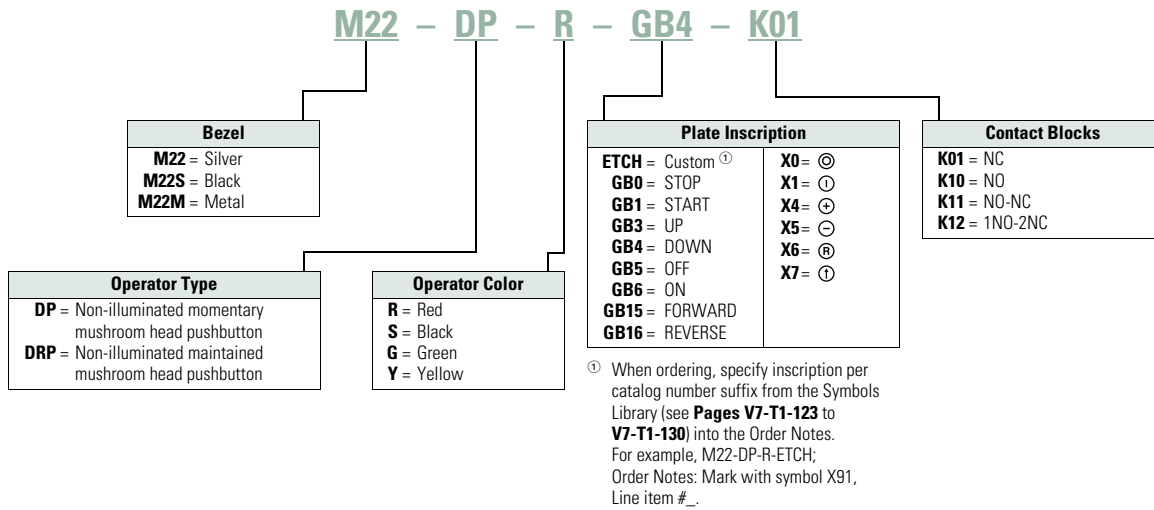 M22 – DP – R – GB4 – K01
Bezel
M22 = Silver
M22S = Black
M22M = Metal
Plate Inscription
ETCH = Custom ①
GB0 = STOP
GB1 = START
GB3 = UP
GB4 = DOWN
GB5 = OFF
GB6 = ON
GB15 = FORWARD
GB16 = REVERSE
X0 = ◎
X1 = Ⓘ
X4 = ⊕
X5 = ⊖
X6 = Ⓡ
X7 =
Contact Blocks
K01 = NC
K10 = NO
K11 = NO-NC
K12 = 1NO-2NC
Operator Type
DP = Non-illuminated momentary
mushroom head pushbutton
DRP = Non-illuminated maintained
mushroom head pushbutton
Operator Color
R = Red
S = Black
G = Green
Y = Yellow
① When ordering, specify inscription per
catalog number suffix from the Symbols
Library (see Pages V7-T1-123 to
V7-T1-130) into the Order Notes.
For example, M22-DP-R-ETCH;
Order Notes: Mark with symbol X91,
Line item #_.